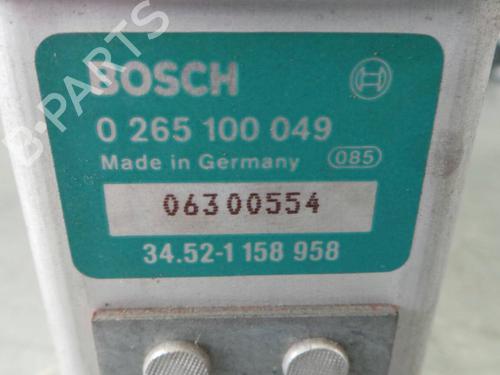 B-PARTS
BOSCH
0 265 100 049
Made in Germany 085
06300554
34.52-1 158 958